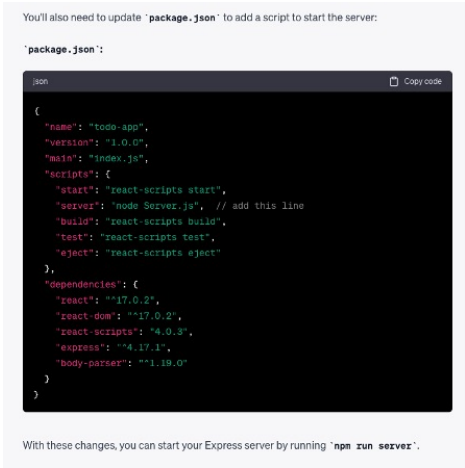 You'll also need to update `package.json` to add a script to start the server:
`package.json`:
json Copy code
{
  "name": "todo-app",
  "version": "1.0.0",
  "main": "index.js",
  "scripts": {
    "start": "react-scripts start",
    "server": "node Server.js",  // add this line
    "build": "react-scripts build",
    "test": "react-scripts test",
    "eject": "react-scripts eject"
  },
  "dependencies": {
    "react": "^17.0.2",
    "react-dom": "^17.0.2",
    "react-scripts": "4.0.3",
    "express": "^4.17.1",
    "body-parser": "^1.19.0"
  }
}
With these changes, you can start your Express server by running `npm run server`.